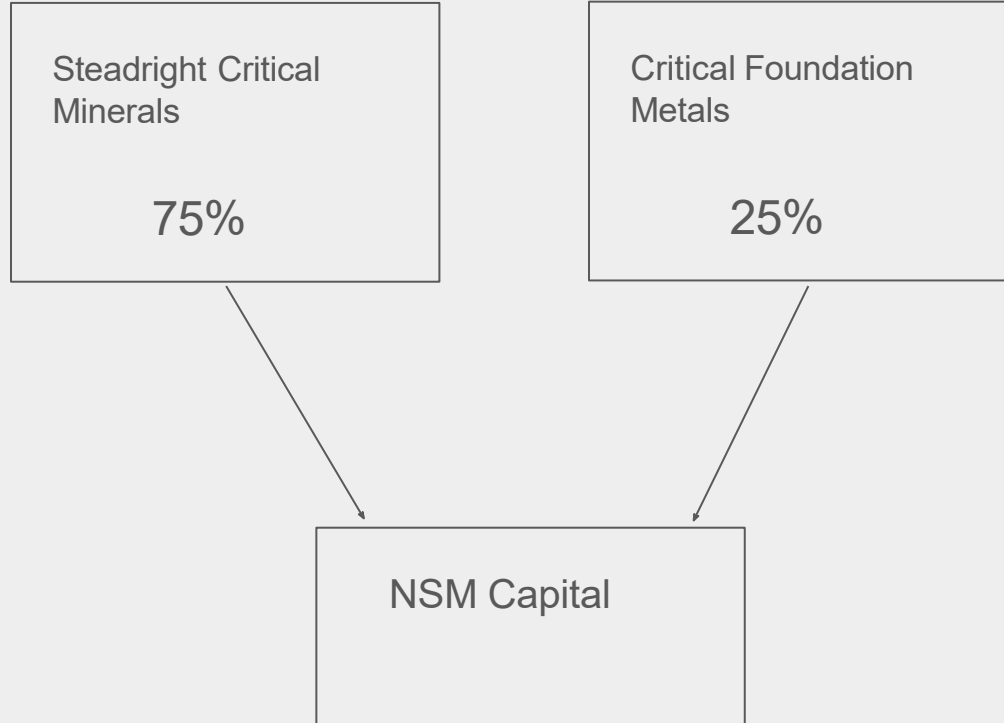 Steadright Critical
Minerals
75%
Critical Foundation
Metals
25%
NSM Capital